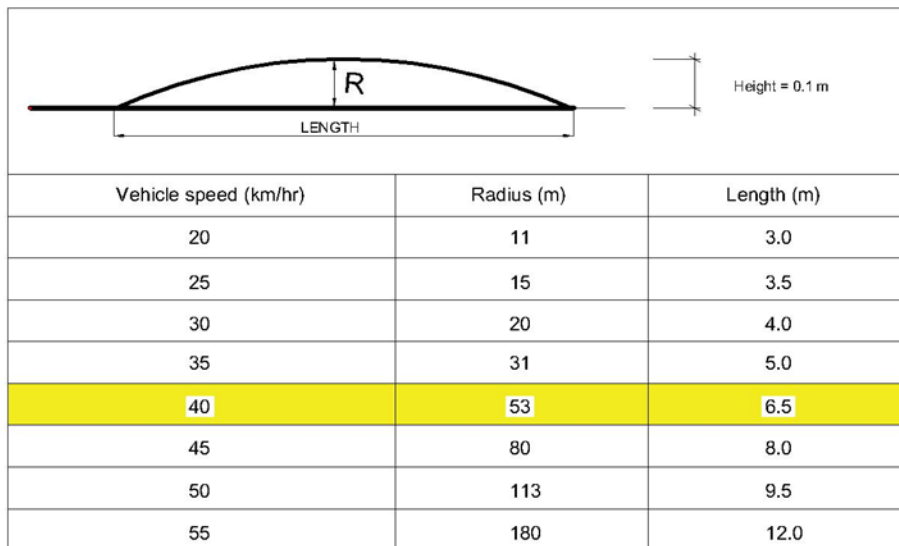 R
Height = 0.1 m
LENGTH
Vehicle speed (km/hr) Radius (m) Length (m)
20 11 3.0
25 15 3.5
30 20 4.0
35 31 5.0
40 53 6.5
45 80 8.0
50 113 9.5
55 180 12.0